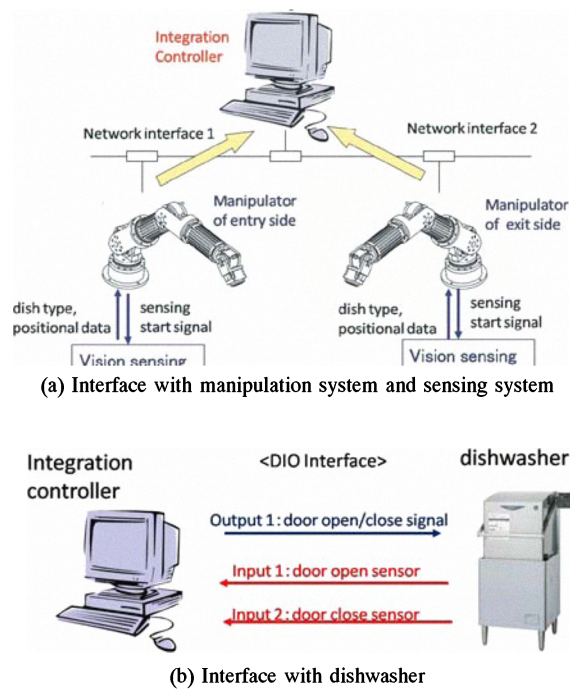 Integration
Controller
Network interface 1
Network interface 2
Manipulator
of entry side
Manipulator
of exit side
dish type,
positional data
sensing
start signal
dish type,
positional data
sensing
start signal
Vision sensing
Vision sensing
(a) Interface with manipulation system and sensing system
Integration
controller
<DIO Interface>
dishwasher
Output 1 : door open/close signal
Input 1 : door open sensor
Input 2 : door close sensor
(b) Interface with dishwasher